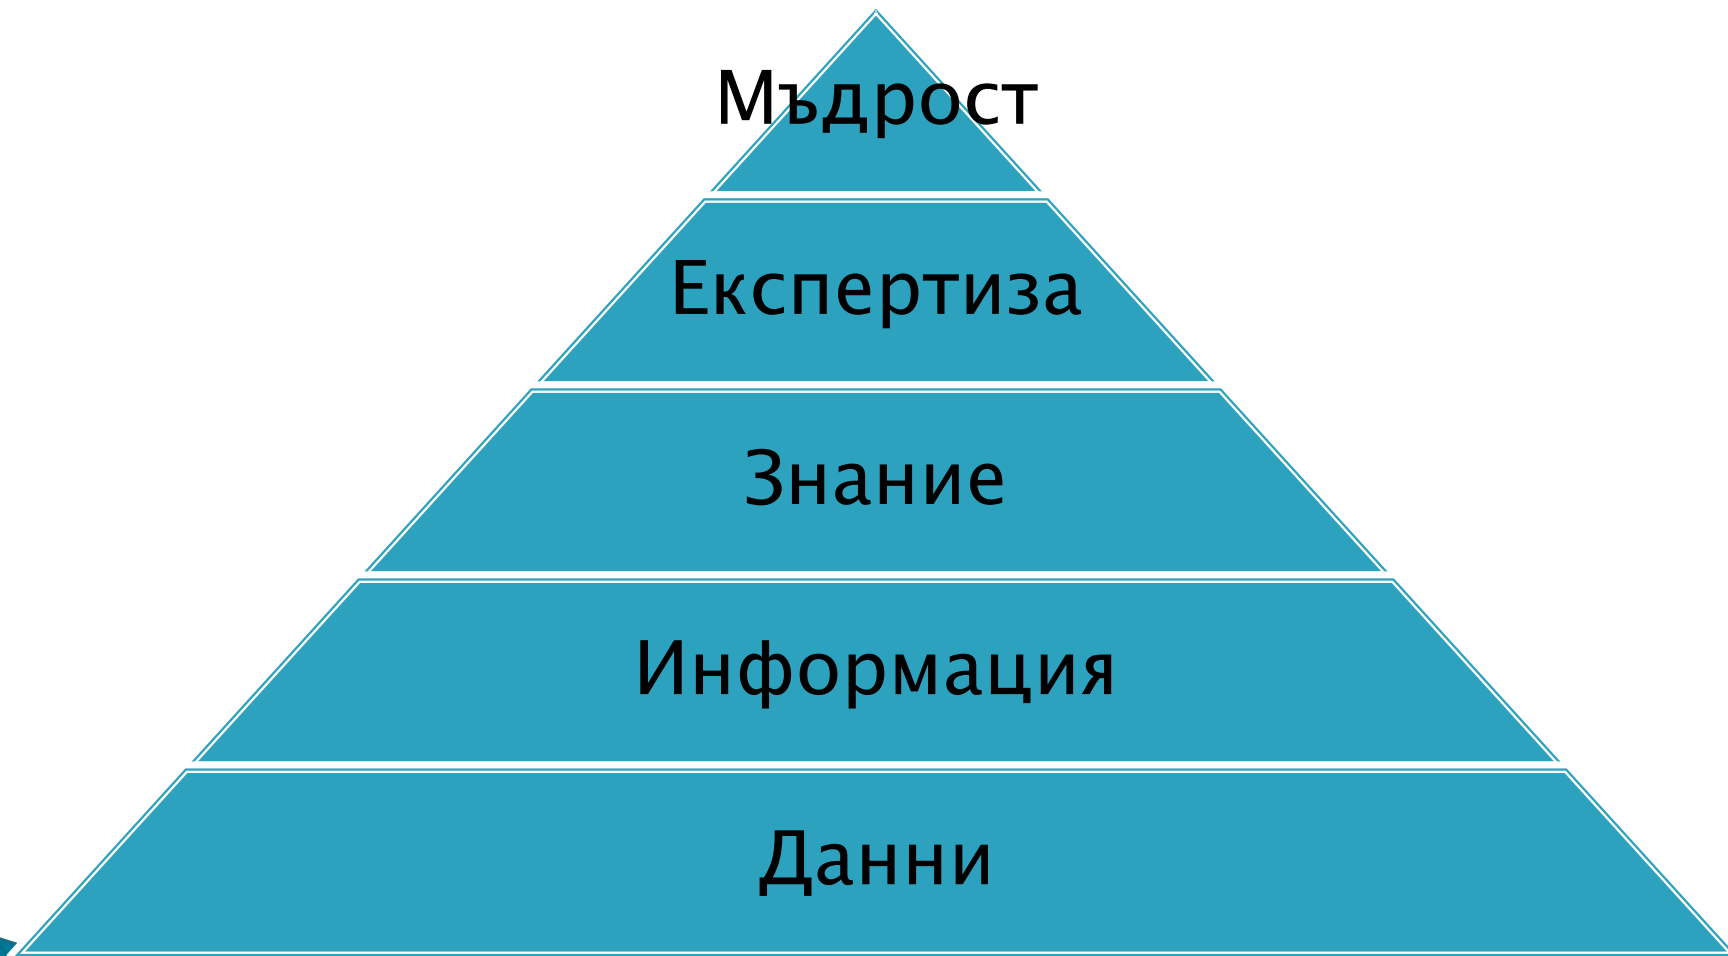 Мъдрост
Експертиза
Знание
Информация
Данни